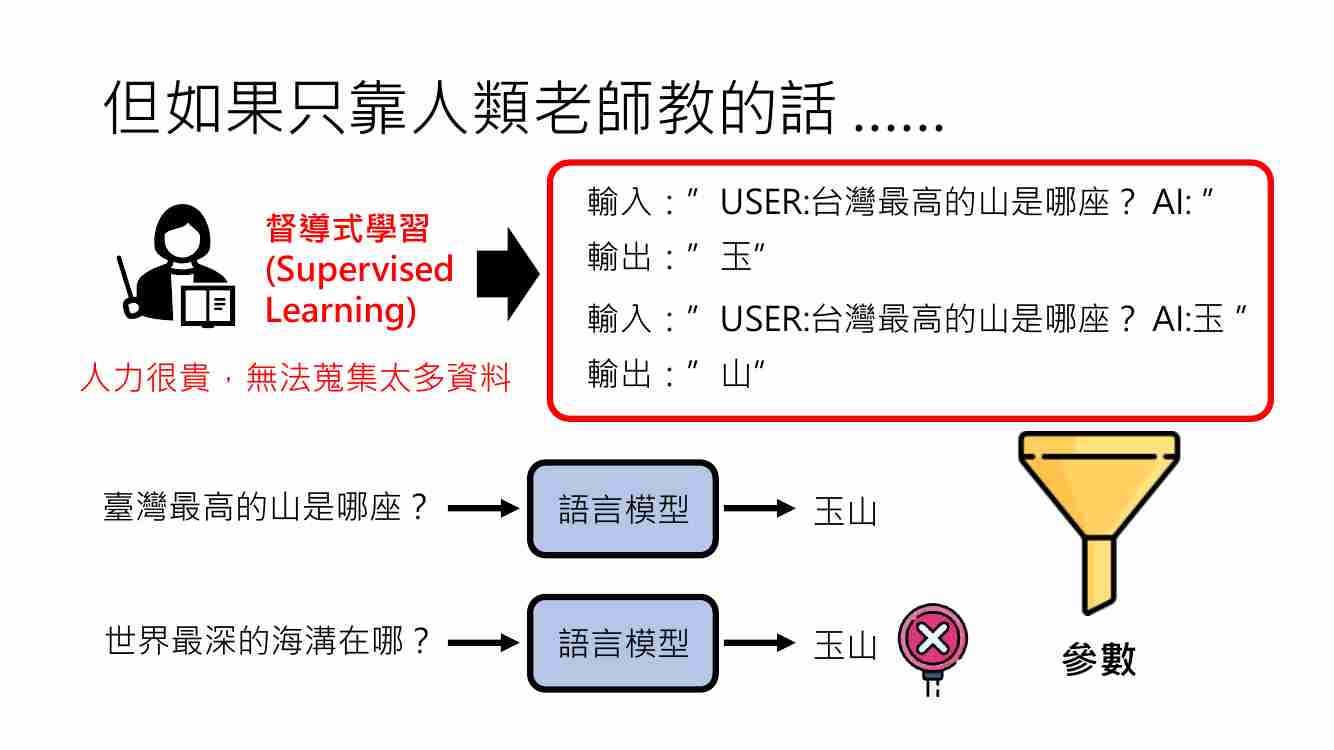 但如果只靠人類老師教的話 ......
督導式學習
(Supervised
Learning)
人力很貴，無法蒐集太多資料
輸入：” USER:台灣最高的山是哪座？ AI: ”
輸出：” 玉”
輸入：” USER:台灣最高的山是哪座？ AI:玉 ”
輸出：” 山”
臺灣最高的山是哪座？
語言模型
玉山
世界最深的海溝在哪？
語言模型
玉山
參數